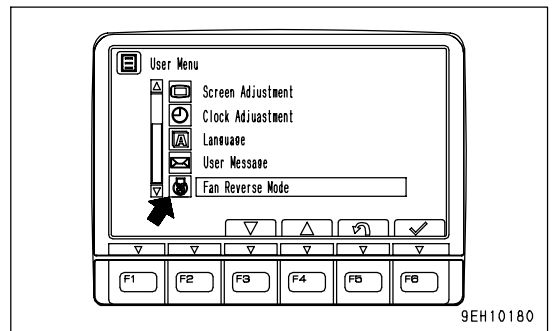 User Menu
Screen Adjustment
Clock Adjuastment
Language
User Message
Fan Reverse Mode
F1 F2 F3 F4 F5 F6
9EH10180